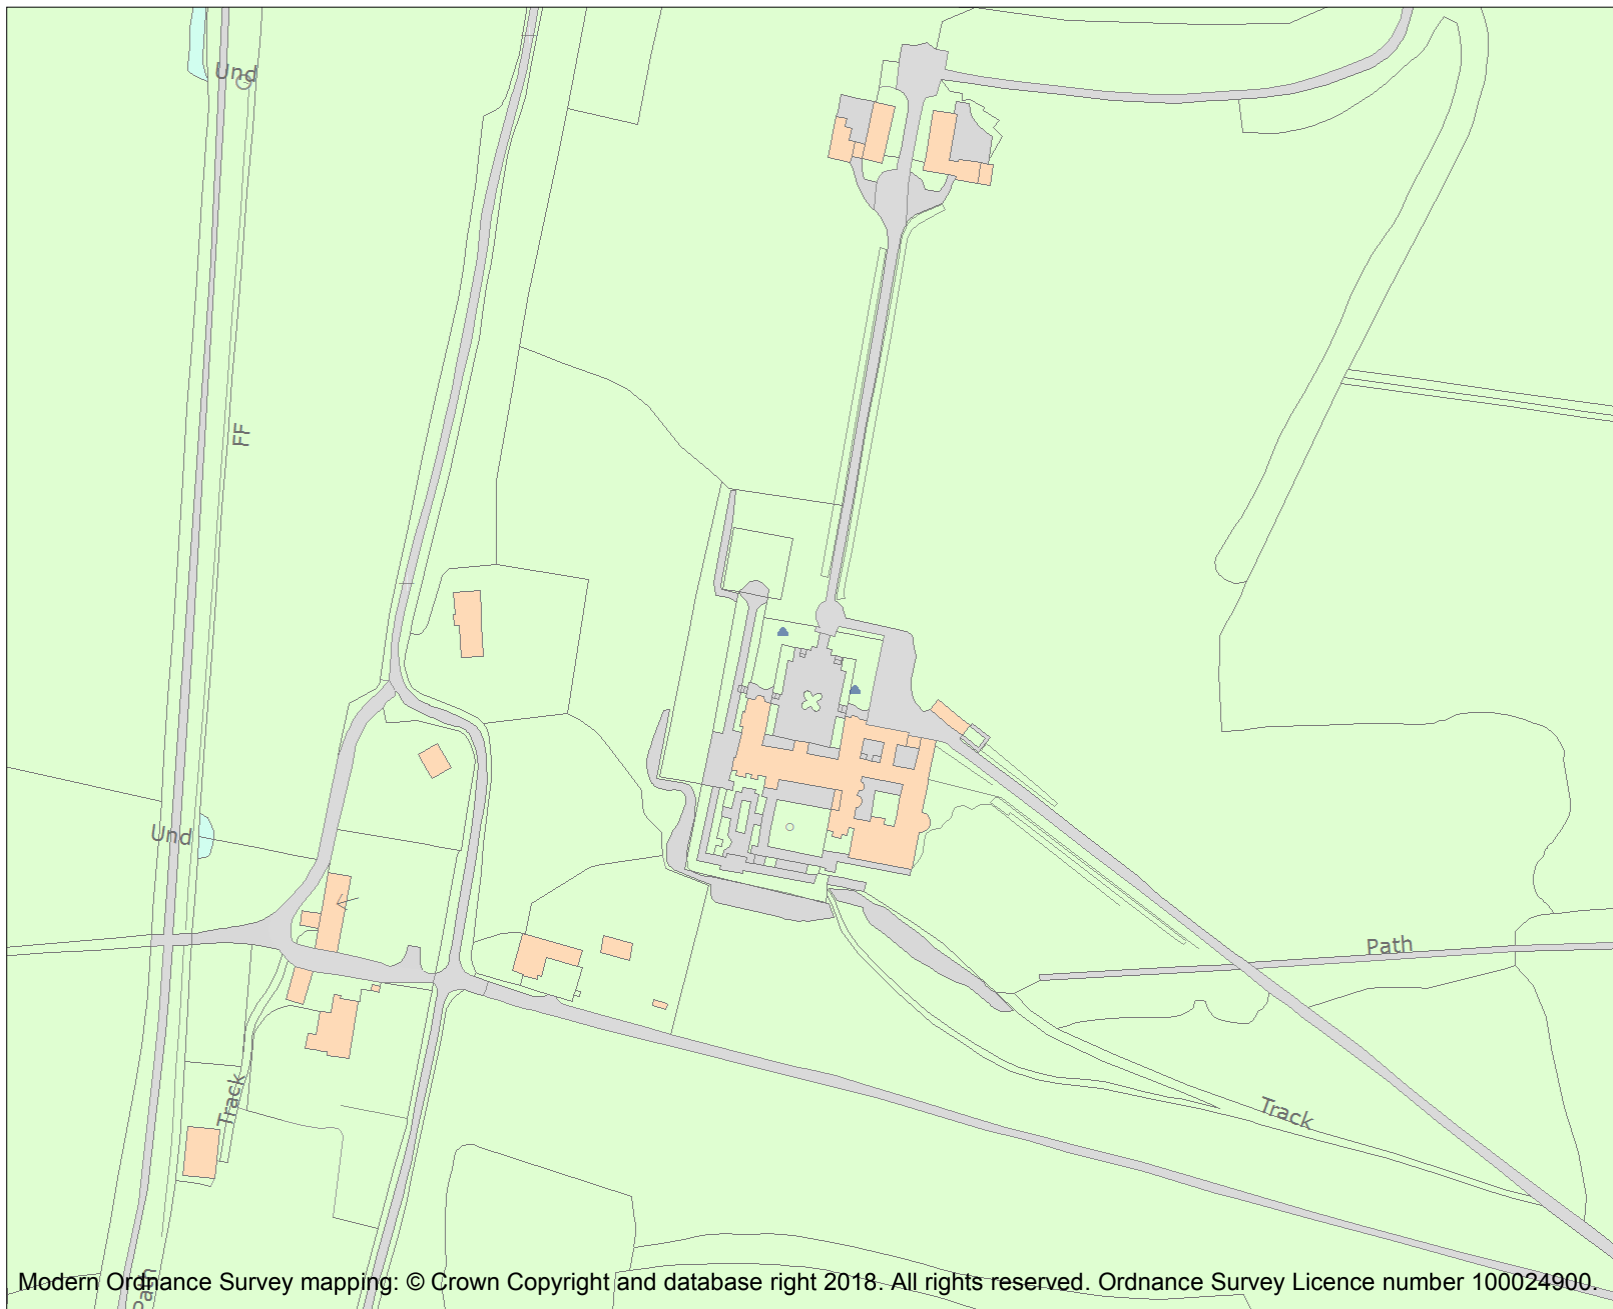 Und
FF
Und
Path
Track
Track
Path
Modern Ordnance Survey mapping: © Crown Copyright and database right 2018. All rights reserved. Ordnance Survey Licence number 100024900.